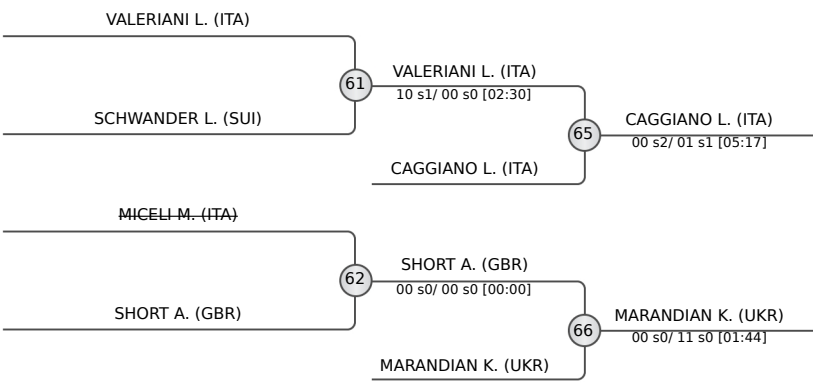 VALERIANI L. (ITA)
61
VALERIANI L. (ITA)
10 s1/ 00 s0 [02:30]
SCHWANDER L. (SUI)
65
CAGGIANO L. (ITA)
00 s2/ 01 s1 [05:17]
CAGGIANO L. (ITA)
MICELI M. (ITA)
62
SHORT A. (GBR)
00 s0/ 00 s0 [00:00]
SHORT A. (GBR)
66
MARANDIAN K. (UKR)
00 s0/ 11 s0 [01:44]
MARANDIAN K. (UKR)